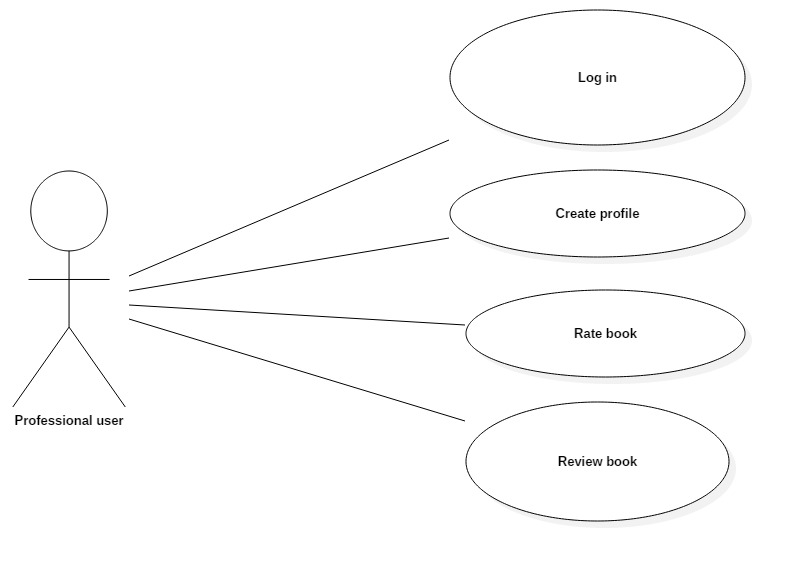 Log in
Create profile
Rate book
Professional user
Review book